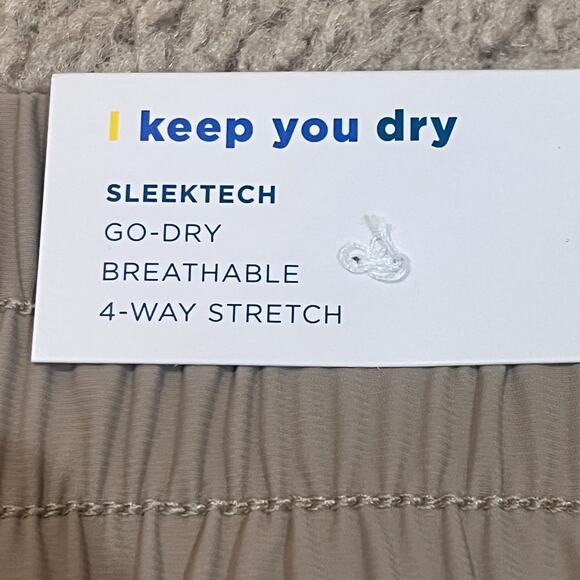 I keep you dry
SLEEKTECH
GO-DRY
BREATHABLE
4-WAY STRETCH